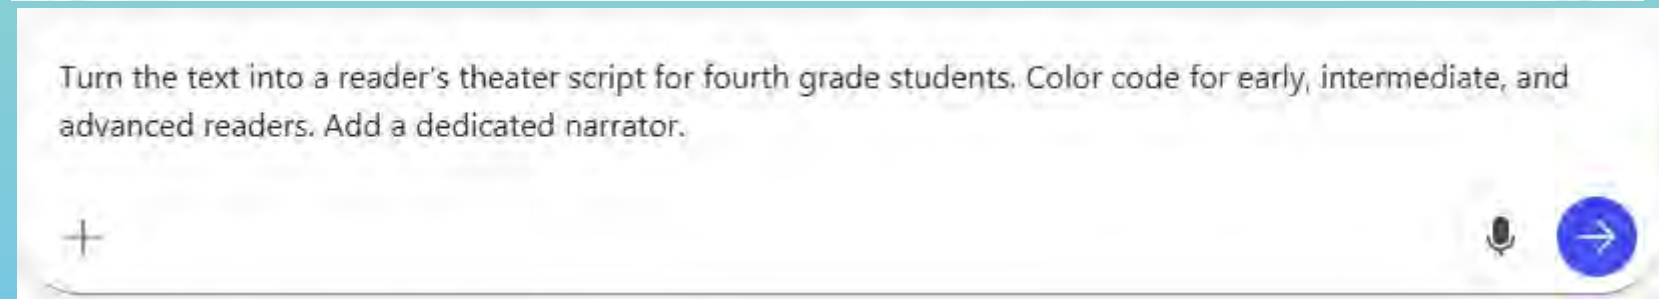 Turn the text into a reader's theater script for fourth grade students. Color code for early, intermediate, and
advanced readers. Add a dedicated narrator.